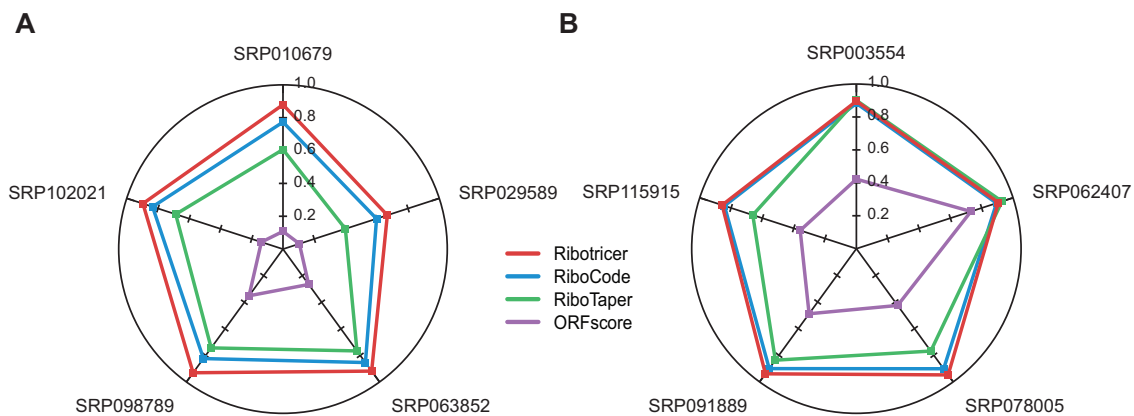 A
B
SRP010679
SRP003554
1.0
0.8
0.6
0.4
0.2
1.0
0.8
0.6
0.4
0.2
SRP102021
SRP029589
SRP115915
SRP062407
Ribotricer
RiboCode
RiboTaper
ORFscore
SRP098789
SRP063852
SRP091889
SRP078005